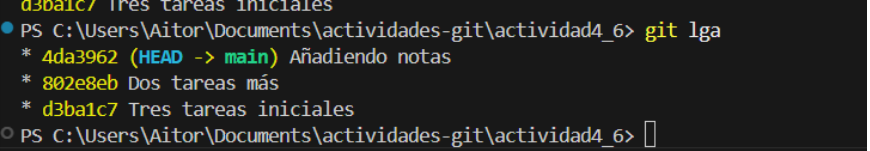 d3ba1c7 Tres tareas iniciales
PS C:\Users\Aitor\Documents\actividades-git\actividad4_6> git lga
* 4da3962 (HEAD -> main) Añadiendo notas
* 802e8eb Dos tareas más
* d3ba1c7 Tres tareas iniciales
PS C:\Users\Aitor\Documents\actividades-git\actividad4_6>